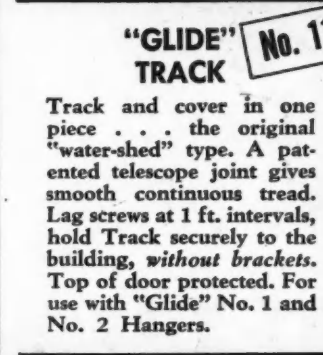 "GLIDE"
TRACK
No.
Track and cover in one
piece . . . the original
"water-shed" type. A pat-
ented telescope joint gives
smooth continuous tread.
Lag screws at 1 ft. intervals,
hold Track securely to the
building, without brackets.
Top of door protected. For
use with "Glide" No. 1 and
No. 2 Hangers.